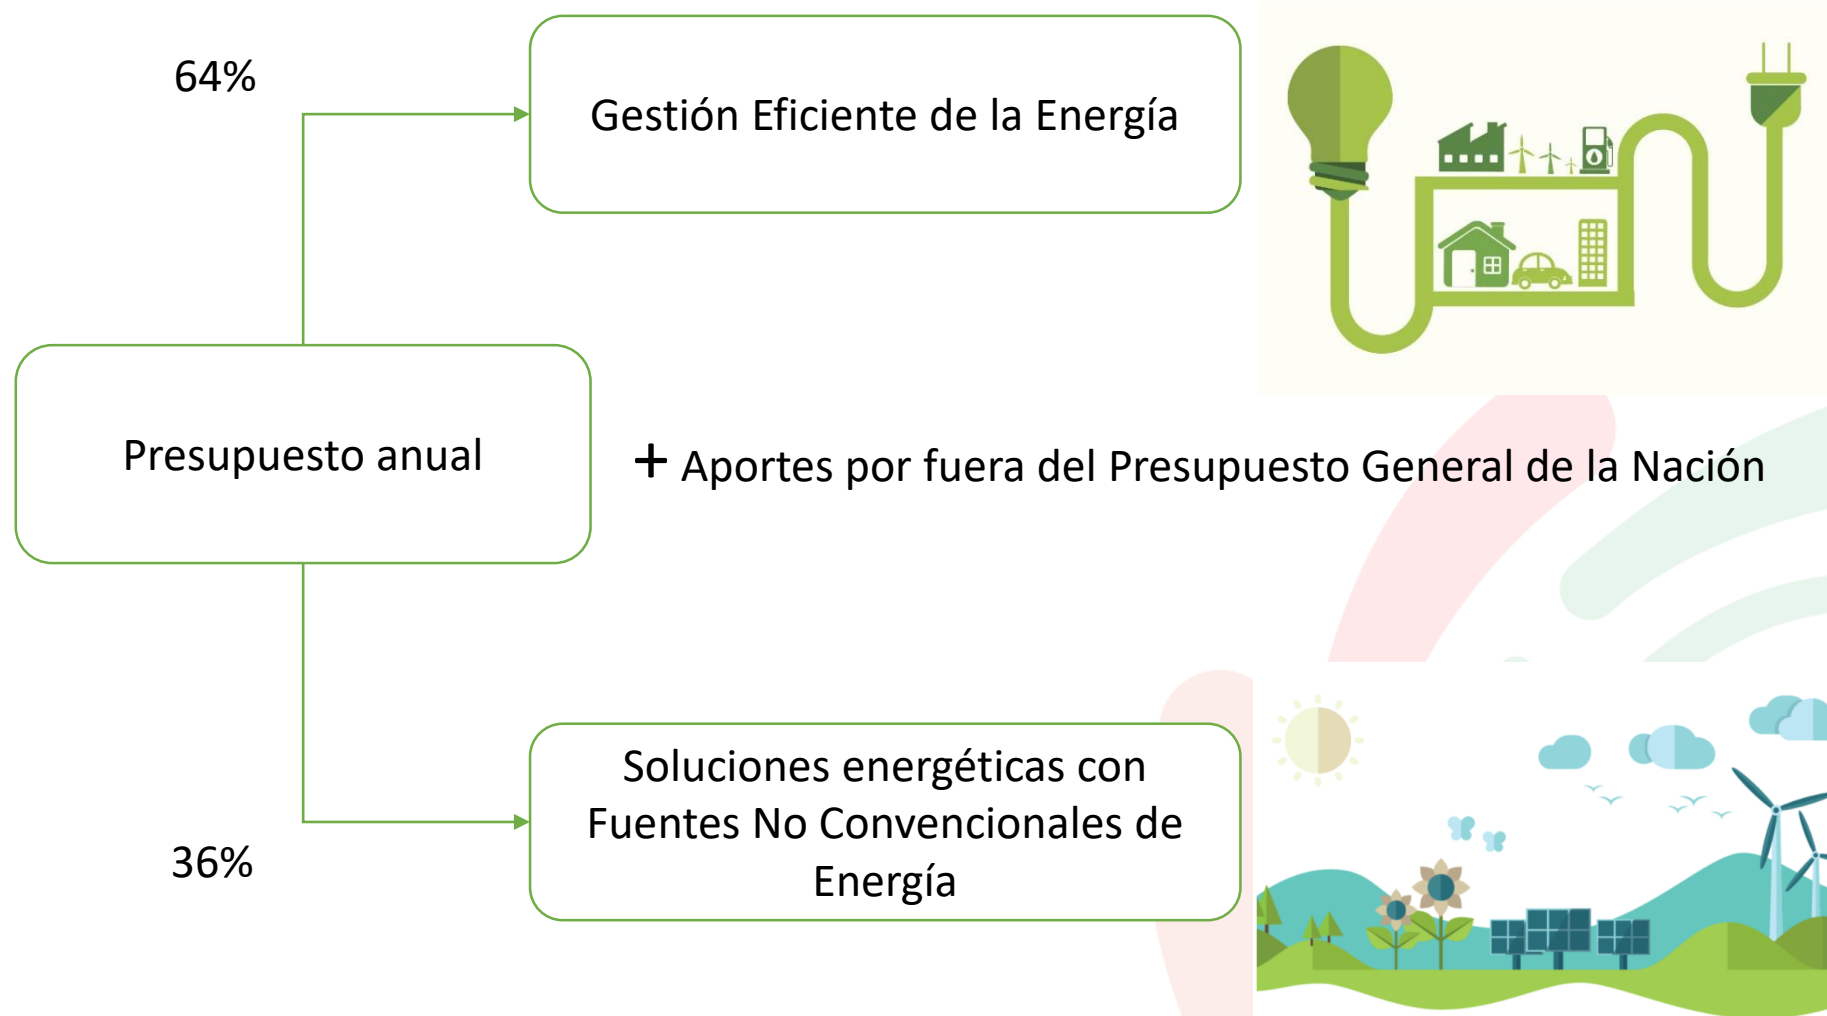 64%
Gestión Eficiente de la Energía
Presupuesto anual
+ Aportes por fuera del Presupuesto General de la Nación
Soluciones energéticas con
Fuentes No Convencionales de
Energía
36%